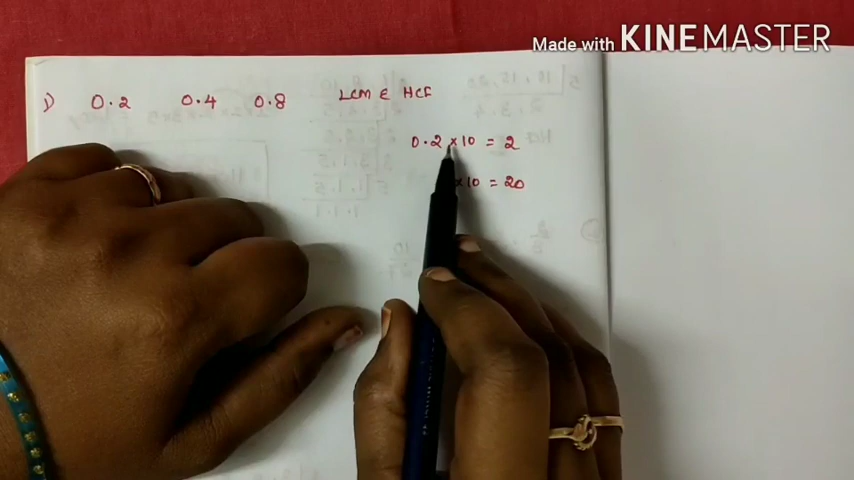 Made with KINEMASTER
1) 0.2 0.4 0.8 LCM & HCF
0.2 × 10 = 2
× 10 = 20